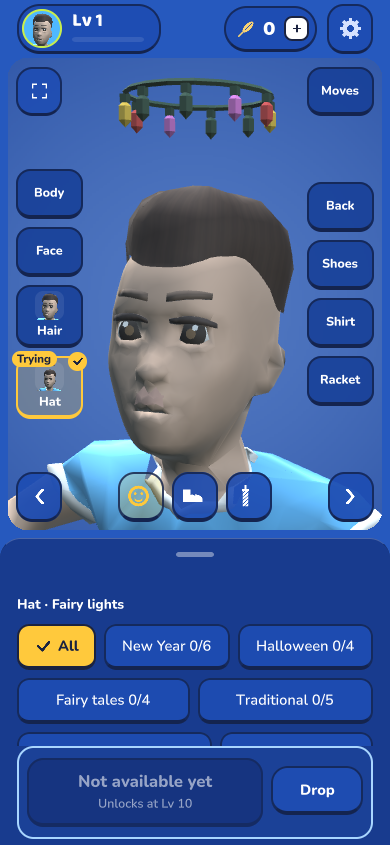 Lv 1
0
+
Moves
Body
Back
Face
Shoes
Hair
Shirt
Trying
Hat
Racket
Hat · Fairy lights
All
New Year 0/6
Halloween 0/4
Fairy tales 0/4
Traditional 0/5
Not available yet
Unlocks at Lv 10
Drop